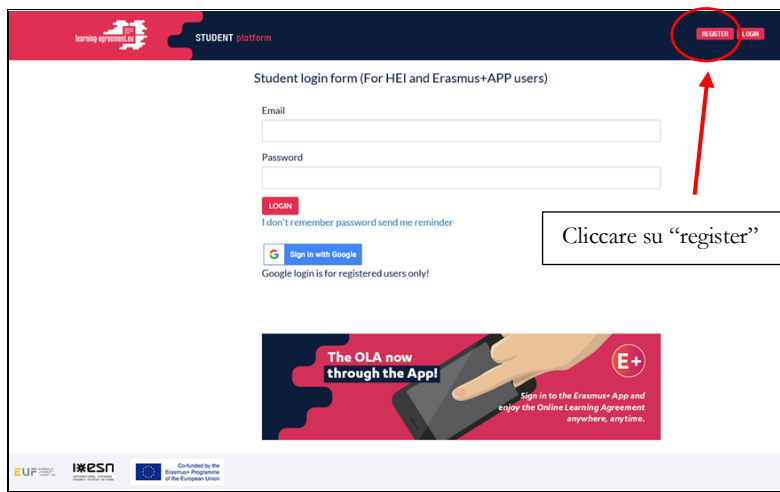 learning-agreement.eu
STUDENT platform
REGISTER
LOGIN
Student login form (For HEI and Erasmus+APP users)
Email
Password
LOGIN
I don't remember password send me reminder
Cliccare su “register”
G Sign in with Google
Google login is for registered users only!
The OLA now
through the App!
E+
Sign in to the Erasmus+ App and
enjoy the Online Learning Agreement
anywhere, anytime.
EUF
esn
Co-funded by the
Erasmus+ Programme
of the European Union